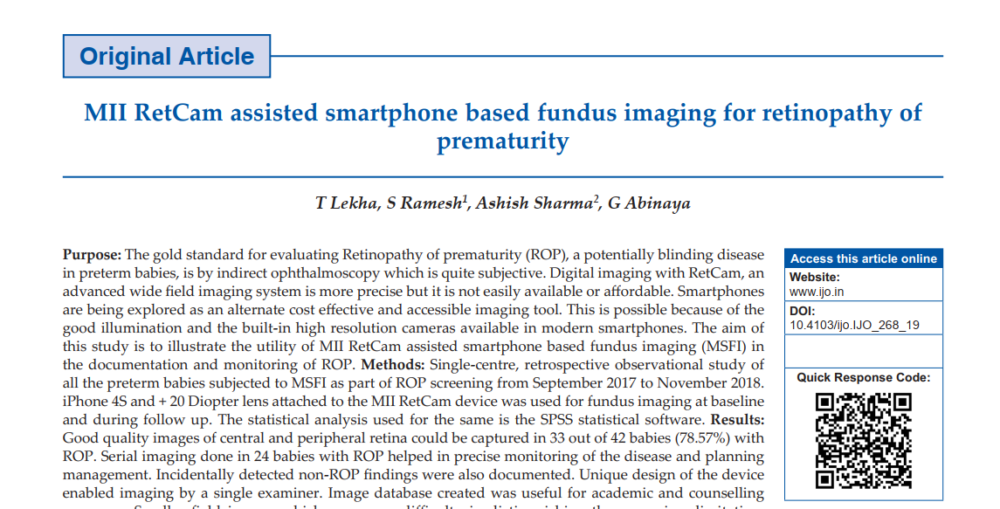 Original Article
MII RetCam assisted smartphone based fundus imaging for retinopathy of
prematurity
T Lekha, S Ramesh1, Ashish Sharma2, G Abinaya
Purpose: The gold standard for evaluating Retinopathy of prematurity (ROP), a potentially blinding disease
in preterm babies, is by indirect ophthalmoscopy which is quite subjective. Digital imaging with RetCam, an
advanced wide field imaging system is more precise but it is not easily available or affordable. Smartphones
are being explored as an alternate cost effective and accessible imaging tool. This is possible because of the
good illumination and the built-in high resolution cameras available in modern smartphones. The aim of
this study is to illustrate the utility of MII RetCam assisted smartphone based fundus imaging (MSFI) in
the documentation and monitoring of ROP. Methods: Single-centre, retrospective observational study of
all the preterm babies subjected to MSFI as part of ROP screening from September 2017 to November 2018.
iPhone 4S and + 20 Diopter lens attached to the MII RetCam device was used for fundus imaging at baseline
and during follow up. The statistical analysis used for the same is the SPSS statistical software. Results:
Good quality images of central and peripheral retina could be captured in 33 out of 42 babies (78.57%) with
ROP. Serial imaging done in 24 babies with ROP helped in precise monitoring of the disease and planning
management. Incidentally detected non-ROP findings were also documented. Unique design of the device
enabled imaging by a single examiner. Image database created was useful for academic and counselling
Access this article online
Website:
www.ijo.in
DOI:
10.4103/ijo.IJO_268_19
Quick Response Code: